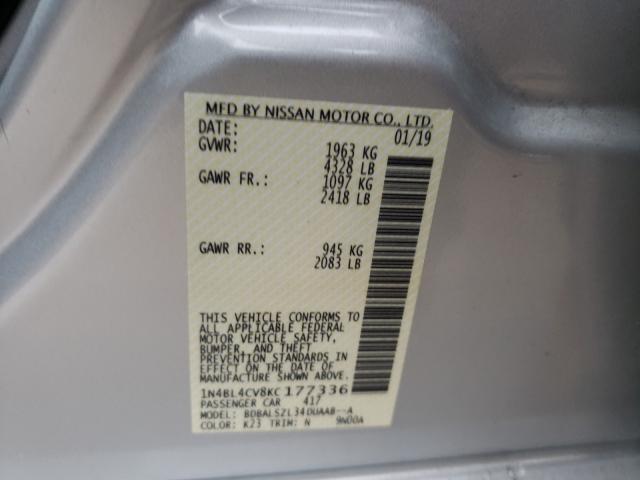 MFD BY NISSAN MOTOR CO., LTD.
DATE: 01/19
GVWR: 1963 KG
4328 LB
GAWR FR.: 1097 KG
2418 LB
GAWR RR.: 945 KG
2083 LB
THIS VEHICLE CONFORMS TO
ALL APPLICABLE FEDERAL
MOTOR VEHICLE SAFETY,
BUMPER, AND THEFT
PREVENTION STANDARDS IN
EFFECT ON THE DATE OF
MANUFACTURE SHOWN ABOVE.
1N4BL4CV8KC177336
PASSENGER CAR 417
MODEL: BDBALSZL34DUAAB--A
COLOR: K23 TRIM: N 9N00A